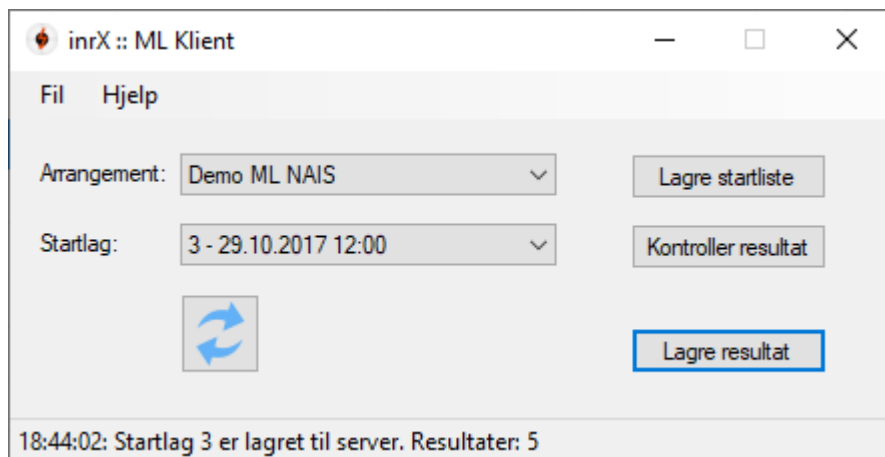 inrX :: ML Klient
Fil Hjelp
Arrangement: Demo ML NAIS Lagre startliste
Startlag: 3 - 29.10.2017 12:00 Kontroller resultat
Lagre resultat
18:44:02: Startlag 3 er lagret til server. Resultater: 5